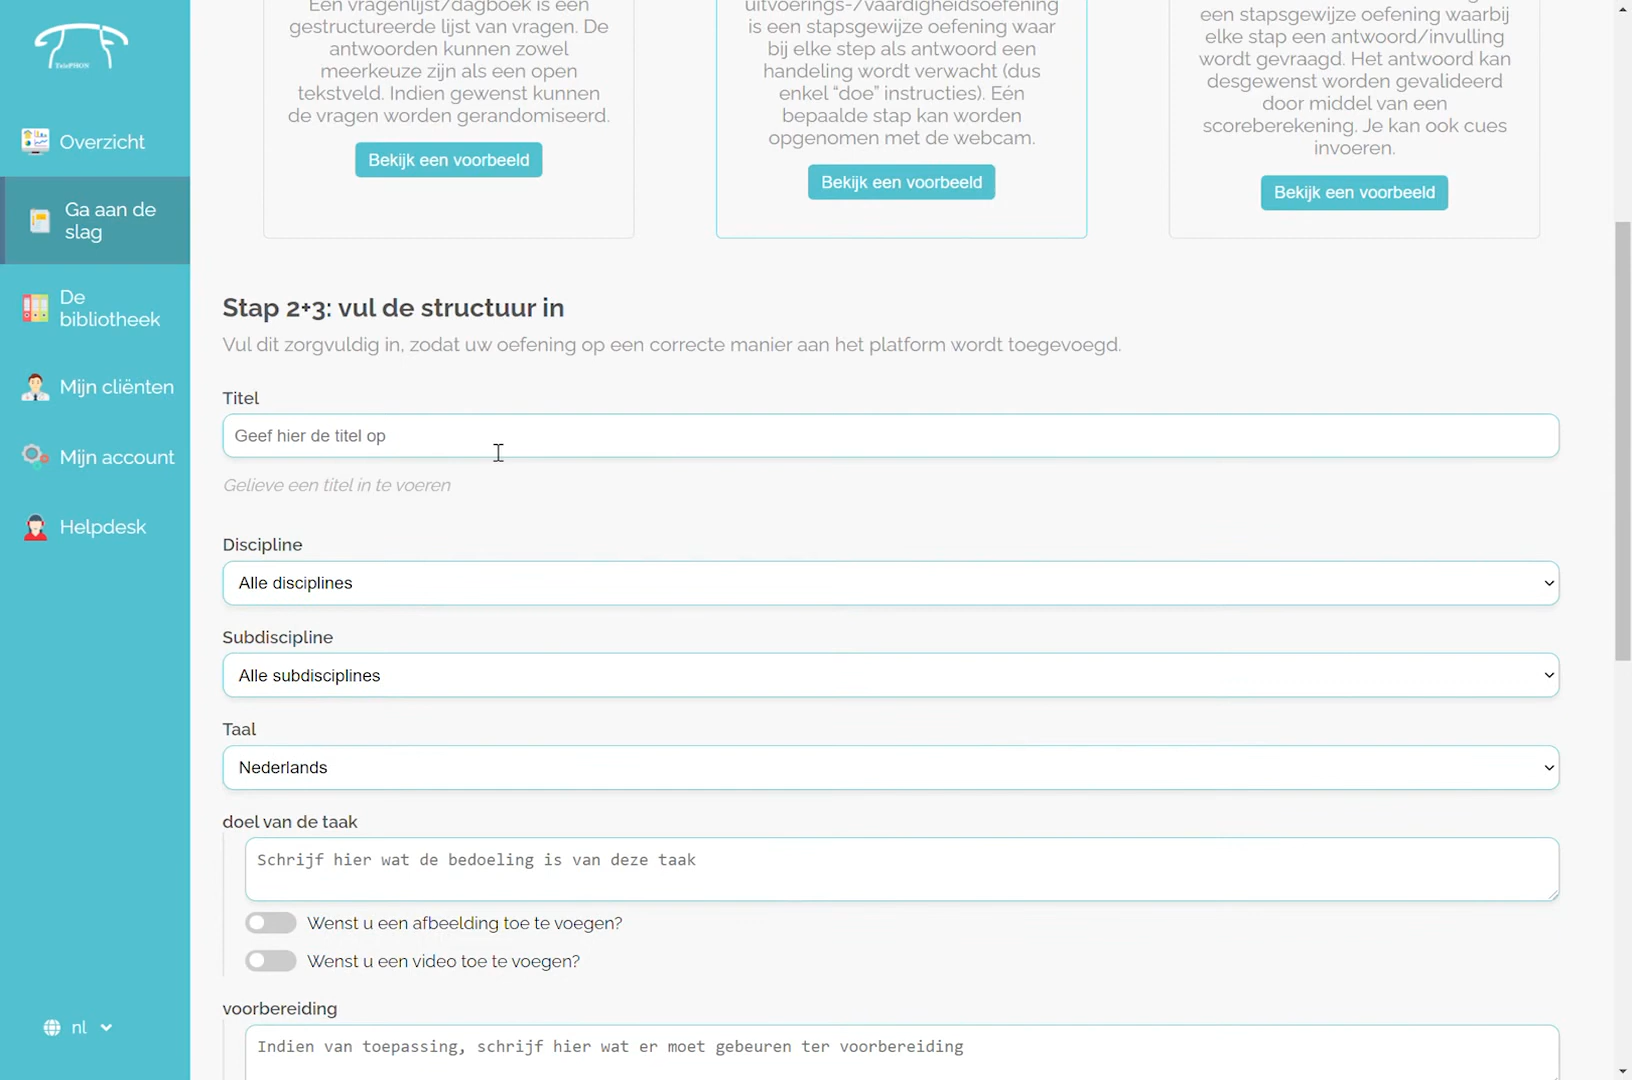 TelePHON
Overzicht
Ga aan de
slag
De
bibliotheek
Mijn cliënten
Mijn account
Helpdesk
nl
Een vragenlijst/dagboek is een
gestructureerde lijst van vragen. De
antwoorden kunnen zowel
meerkeuze zijn als een open
tekstveld. Indien gewenst kunnen
de vragen worden gerandomiseerd.
Bekijk een voorbeeld
uitvoerings-/vaardigheidsoefening
is een stapsgewijze oefening waar
bij elke step als antwoord een
handeling wordt verwacht (dus
enkel “doe” instructies). Eén
bepaalde stap kan worden
opgenomen met de webcam.
Bekijk een voorbeeld
een stapsgewijze oefening waarbij
elke stap een antwoord/invulling
wordt gevraagd. Het antwoord kan
desgewenst worden gevalideerd
door middel van een
scoreberekening. Je kan ook cues
invoeren.
Bekijk een voorbeeld
Stap 2+3: vul de structuur in
Vul dit zorgvuldig in, zodat uw oefening op een correcte manier aan het platform wordt toegevoegd.
Titel
Geef hier de titel op
Gelieve een titel in te voeren
Discipline
Alle disciplines
Subdiscipline
Alle subdisciplines
Taal
Nederlands
doel van de taak
Schrijf hier wat de bedoeling is van deze taak
Wenst u een afbeelding toe te voegen?
Wenst u een video toe te voegen?
voorbereiding
Indien van toepassing, schrijf hier wat er moet gebeuren ter voorbereiding